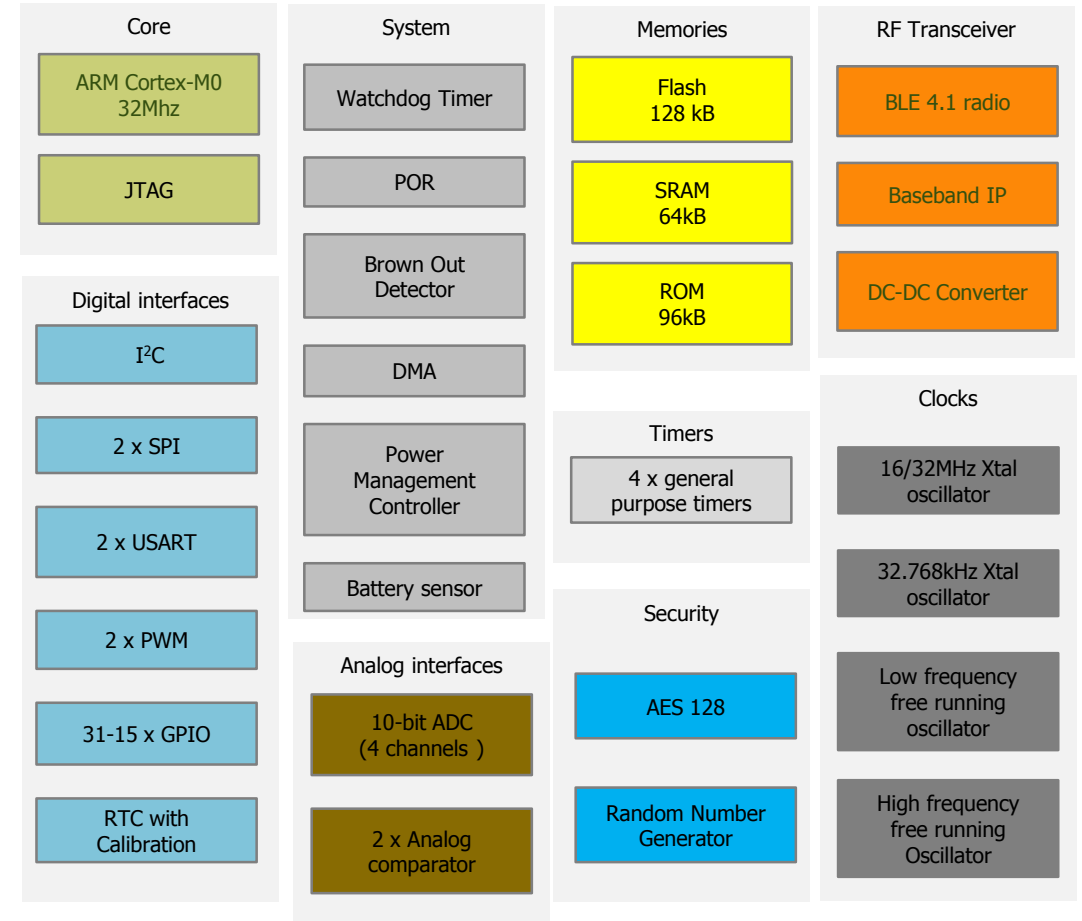 Core
ARM Cortex-M0
32Mhz
JTAG
Digital interfaces
I²C
2 x SPI
2 x USART
2 x PWM
31-15 x GPIO
RTC with
Calibration
System
Watchdog Timer
POR
Brown Out
Detector
DMA
Power
Management
Controller
Battery sensor
Analog interfaces
10-bit ADC
(4 channels )
2 x Analog
comparator
Memories
Flash
128 kB
SRAM
64kB
ROM
96kB
Timers
4 x general
purpose timers
Security
AES 128
Random Number
Generator
RF Transceiver
BLE 4.1 radio
Baseband IP
DC-DC Converter
Clocks
16/32MHz Xtal
oscillator
32.768kHz Xtal
oscillator
Low frequency
free running
oscillator
High frequency
free running
Oscillator